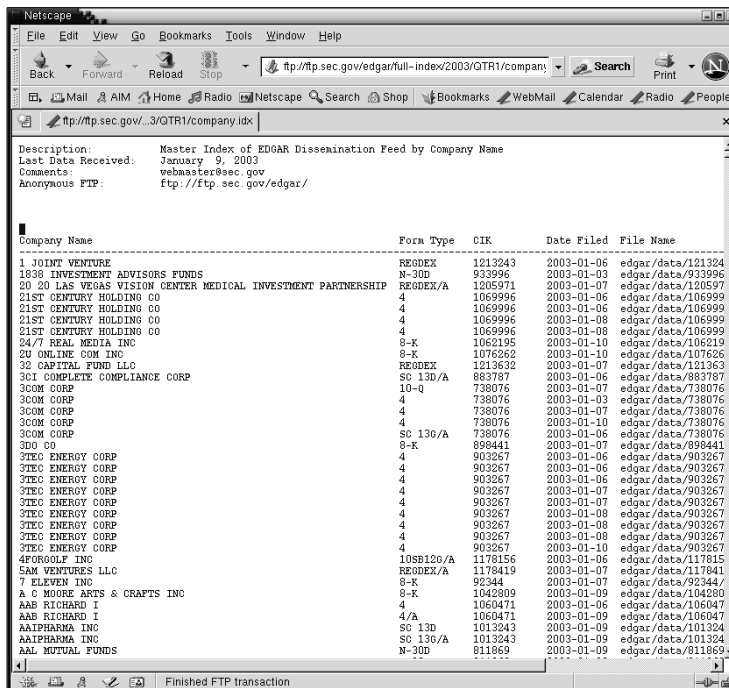 Netscape
File Edit View Go Bookmarks Tools Window Help
Back Forward Reload Stop ftp://ftp.sec.gov/edgar/full-index/2003/QTR1/company Search Print N
Mail AIM Home Radio Netscape Search Shop Bookmarks WebMail Calendar Radio People
ftp://ftp.sec.gov/...3/QTR1/company.idx
Description: Master Index of EDGAR Dissemination Feed by Company Name
Last Data Received: January 9, 2003
Comments: webmaster@sec.gov
Anonymous FTP: ftp://ftp.sec.gov/edgar/
Company Name Form Type CIK Date Filed File Name
1 JOINT VENTURE REGDEX 1213243 2003-01-06 edgar/data/121324
1838 INVESTMENT ADVISORS FUNDS N-30D 933996 2003-01-03 edgar/data/933996
20 20 LAS VEGAS VISION CENTER MEDICAL INVESTMENT PARTNERSHIP REGDEX/A 1205971 2003-01-07 edgar/data/120597
21ST CENTURY HOLDING CO 4 1069996 2003-01-06 edgar/data/106999
21ST CENTURY HOLDING CO 4 1069996 2003-01-06 edgar/data/106999
21ST CENTURY HOLDING CO 4 1069996 2003-01-08 edgar/data/106999
21ST CENTURY HOLDING CO 4 1069996 2003-01-08 edgar/data/106999
24/7 REAL MEDIA INC 8-K 1062195 2003-01-10 edgar/data/106219
2U ONLINE COM INC 8-K 1076262 2003-01-10 edgar/data/107626
32 CAPITAL FUND LLC REGDEX 1213632 2003-01-07 edgar/data/121363
3CI COMPLETE COMPLIANCE CORP SC 13D/A 883787 2003-01-06 edgar/data/883787
3COM CORP 10-Q 738076 2003-01-07 edgar/data/738076
3COM CORP 4 738076 2003-01-03 edgar/data/738076
3COM CORP 4 738076 2003-01-07 edgar/data/738076
3COM CORP 4 738076 2003-01-10 edgar/data/738076
3COM CORP SC 13G/A 738076 2003-01-06 edgar/data/738076
3DO CO 8-K 898441 2003-01-07 edgar/data/898441
3TEC ENERGY CORP 4 903267 2003-01-06 edgar/data/903267
3TEC ENERGY CORP 4 903267 2003-01-06 edgar/data/903267
3TEC ENERGY CORP 4 903267 2003-01-07 edgar/data/903267
3TEC ENERGY CORP 4 903267 2003-01-07 edgar/data/903267
3TEC ENERGY CORP 4 903267 2003-01-08 edgar/data/903267
3TEC ENERGY CORP 4 903267 2003-01-08 edgar/data/903267
3TEC ENERGY CORP 4 903267 2003-01-08 edgar/data/903267
3TEC ENERGY CORP 4 903267 2003-01-10 edgar/data/903267
4FORGOLF INC 10SB12G/A 1178156 2003-01-06 edgar/data/117815
5AM VENTURES LLC REGDEX/A 1178419 2003-01-07 edgar/data/117841
7 ELEVEN INC 8-K 92344 2003-01-07 edgar/data/92344/
A C MOORE ARTS & CRAFTS INC 8-K 1042809 2003-01-09 edgar/data/104280
AAB RICHARD I 4 1060471 2003-01-06 edgar/data/106047
AAB RICHARD I 4/A 1060471 2003-01-09 edgar/data/106047
AAIPHARMA INC SC 13D 1013243 2003-01-09 edgar/data/101324
AAIPHARMA INC SC 13G/A 1013243 2003-01-09 edgar/data/101324
AAL MUTUAL FUNDS N-30D 811869 2003-01-09 edgar/data/811869
Finished FTP transaction